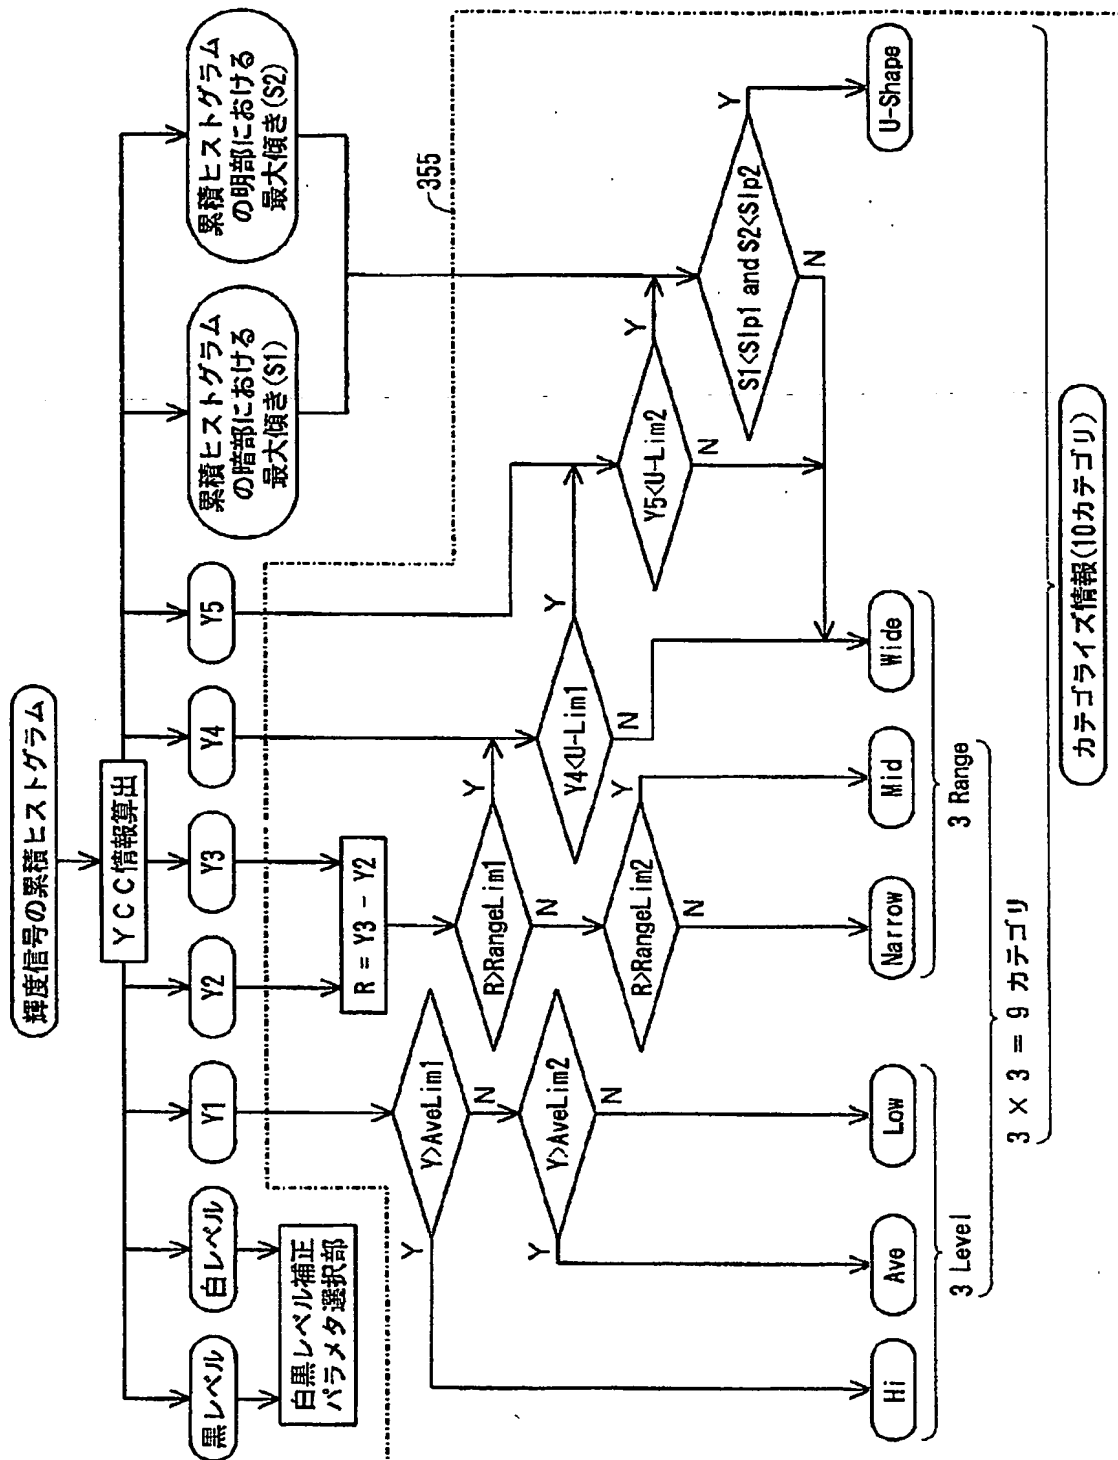 輝度信号の累積ヒストグラム
YCC情報算出
黒レベル
白レベル
Y1
Y2
Y3
Y4
Y5
累積ヒストグラム
の暗部における
最大傾き(S1)
累積ヒストグラム
の明部における
最大傾き(S2)
白黒レベル補正
パラメタ選択部
R = Y3 - Y2
355
Y>AveLim1
Y
N
Y>AveLim2
Y
N
R>RangeLim1
Y
N
R>RangeLim2
Y
N
Y4<U-Lim1
Y
N
Y5<U-Lim2
Y
N
S1<Slp1 and S2<Slp2
Y
N
Hi
Ave
Low
Narrow
Mid
Wide
U-Shape
3 Level
3 Range
3 × 3 = 9 カテゴリ
カテゴライズ情報(10カテゴリ)